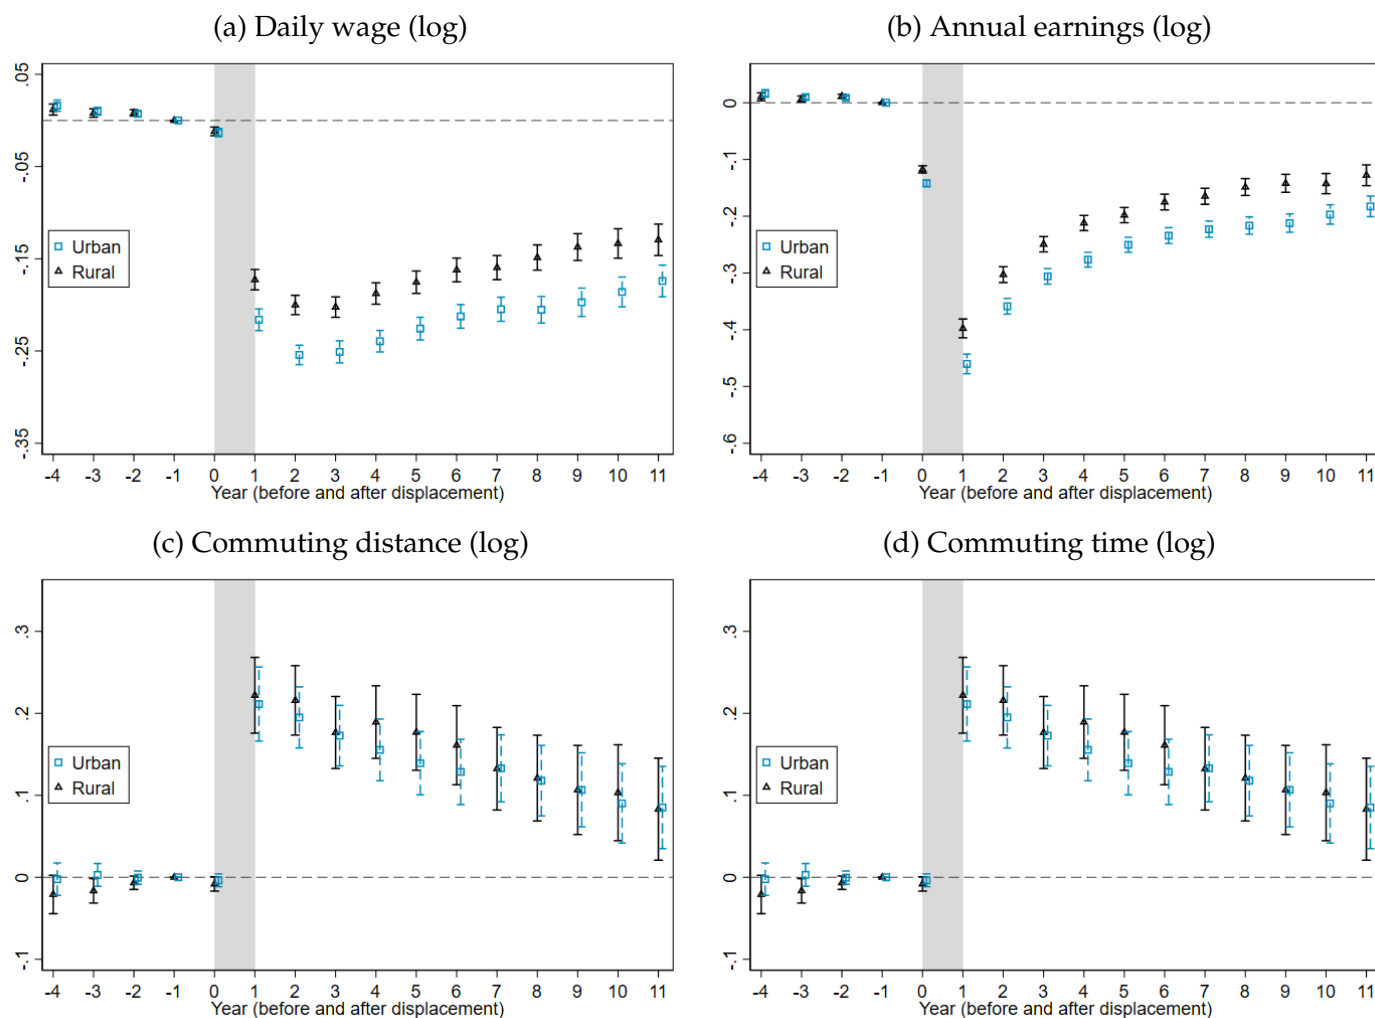 (a) Daily wage (log)
.05
-.05
-.15
-.25
-.35
Urban
Rural
-4 -3 -2 -1 0 1 2 3 4 5 6 7 8 9 10 11
Year (before and after displacement)
(b) Annual earnings (log)
0
-.1
-.2
-.3
-.4
-.5
-.6
Urban
Rural
-4 -3 -2 -1 0 1 2 3 4 5 6 7 8 9 10 11
Year (before and after displacement)
(c) Commuting distance (log)
.3
.2
.1
0
-.1
Urban
Rural
-4 -3 -2 -1 0 1 2 3 4 5 6 7 8 9 10 11
Year (before and after displacement)
(d) Commuting time (log)
.3
.2
.1
0
-.1
Urban
Rural
-4 -3 -2 -1 0 1 2 3 4 5 6 7 8 9 10 11
Year (before and after displacement)